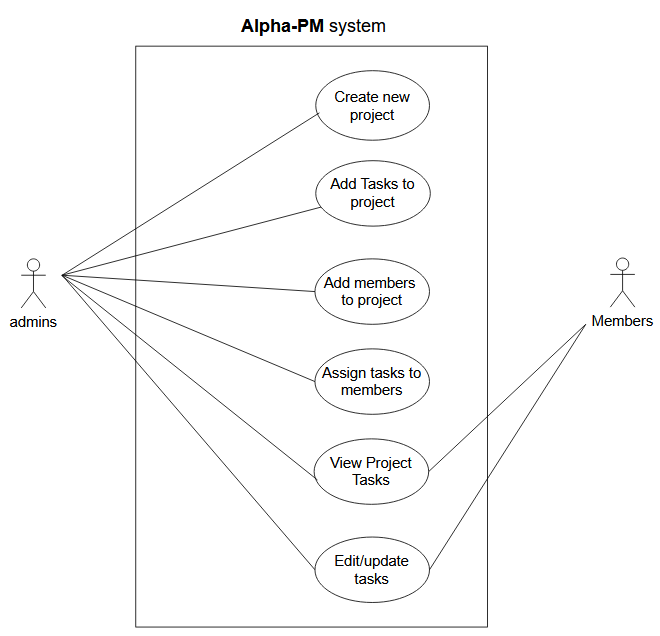 Alpha-PM system
Create new
project
Add Tasks to
project
Add members
to project
admins
Members
Assign tasks to
members
View Project
Tasks
Edit/update
tasks